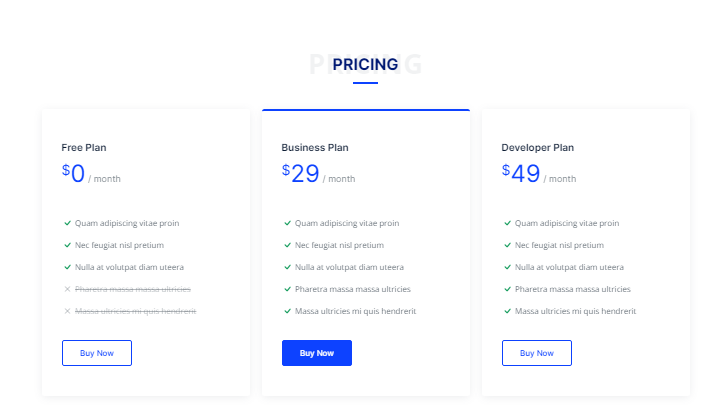 PRICING
PRICING
Free Plan
$0 / month
Quam adipiscing vitae proin
Nec feugiat nisl pretium
Nulla at volutpat diam uteera
Pharetra massa massa ultricies
Massa ultricies mi quis hendrerit
Buy Now
Business Plan
$29 / month
Quam adipiscing vitae proin
Nec feugiat nisl pretium
Nulla at volutpat diam uteera
Pharetra massa massa ultricies
Massa ultricies mi quis hendrerit
Buy Now
Developer Plan
$49 / month
Quam adipiscing vitae proin
Nec feugiat nisl pretium
Nulla at volutpat diam uteera
Pharetra massa massa ultricies
Massa ultricies mi quis hendrerit
Buy Now